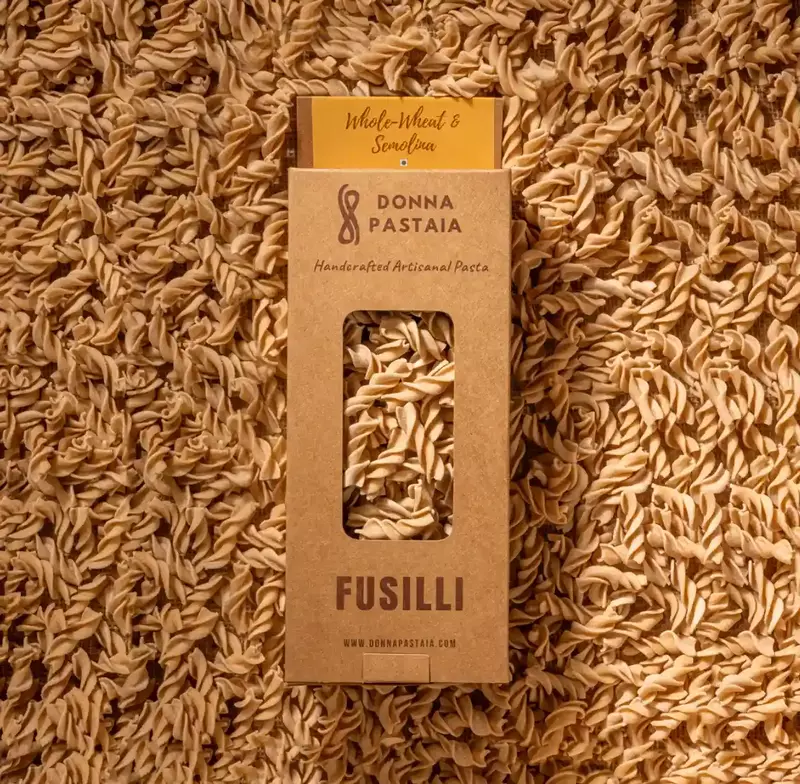 Whole-Wheat &
Semolina
DONNA
PASTAIA
Handcrafted Artisanal Pasta
FUSILLI
WWW.DONNAPASTAIA.COM